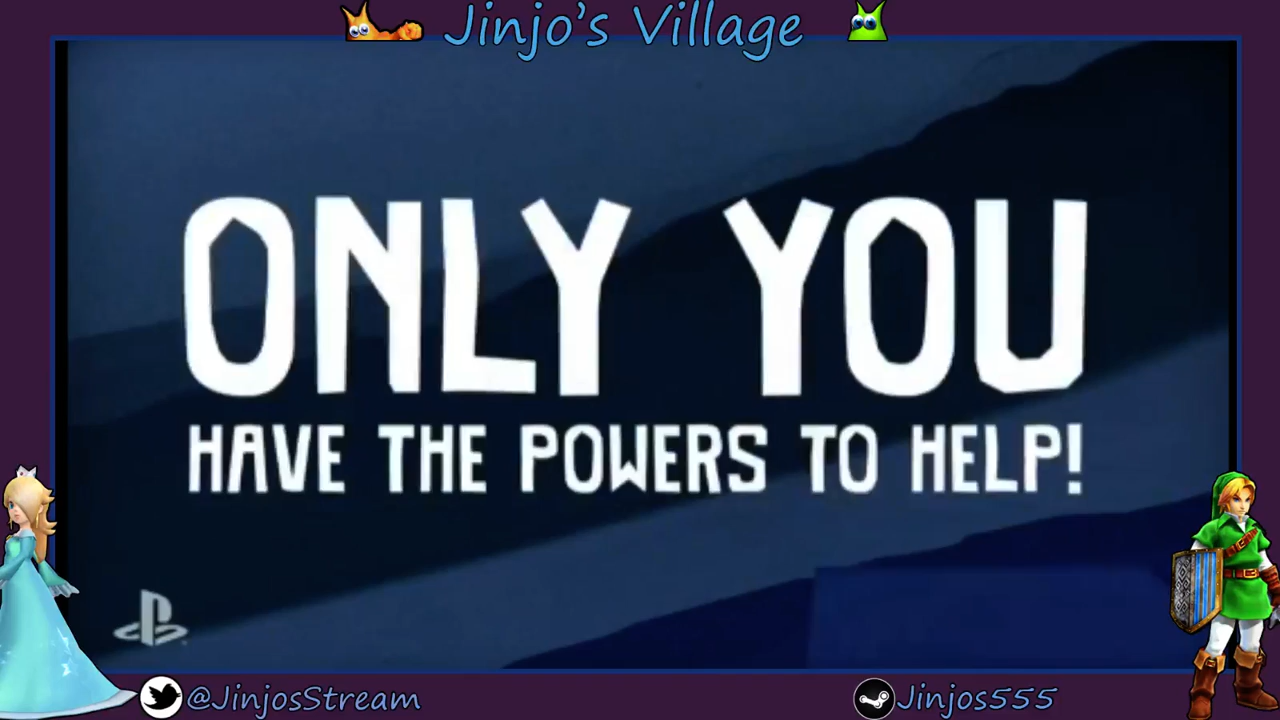 Jinjo's Village
ONLY YOU
HAVE THE POWERS TO HELP!
@JinjosStream
Jinjos555